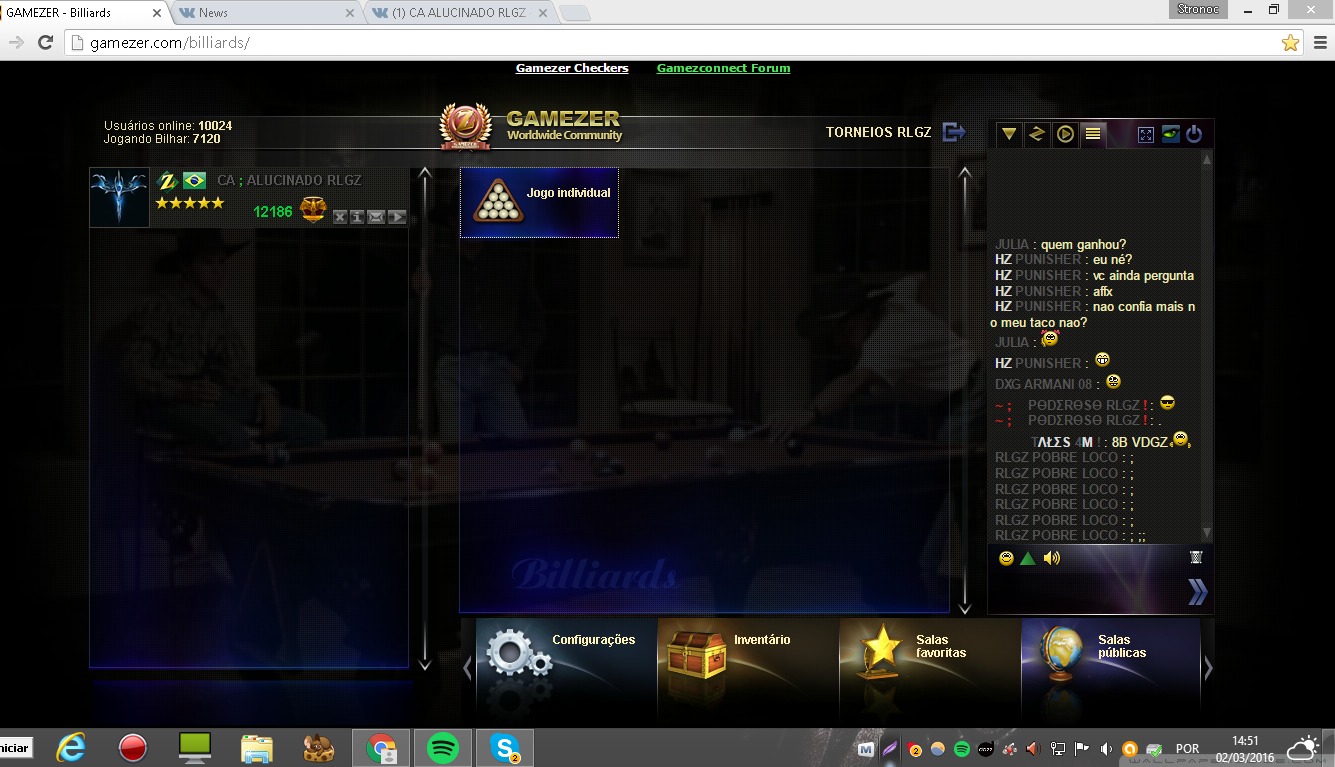 GAMEZER - Billiards
News
(1) CA ALUCINADO RLGZ
Stronoc
gamezer.com/billiards/
Gamezer Checkers
Gamezconnect Forum
Usuários online: 10024
Jogando Bilhar: 7120
GAMEZER
Worldwide Community
TORNEIOS RLGZ
CA ; ALUCINADO RLGZ
12186
Jogo individual
JULIA : quem ganhou?
HZ PUNISHER : eu né?
HZ PUNISHER : vc ainda pergunta
HZ PUNISHER : affx
HZ PUNISHER : nao confia mais n
o meu taco nao?
JULIA :
HZ PUNISHER :
DXG ARMANI 08 :
~ ; PΘDΣRΘSΘ RLGZ ! :
~ ; PΘDΣRΘSΘ RLGZ ! : .
TΛŁΣS 4M ! : 8B VDGZ
RLGZ POBRE LOCO : ;
RLGZ POBRE LOCO : ;
RLGZ POBRE LOCO : ;
RLGZ POBRE LOCO : ;
RLGZ POBRE LOCO : ;
RLGZ POBRE LOCO : ; ;;
Billiards
Configurações
Inventário
Salas
favoritas
Salas
públicas
niciar
2
2
POR
14:51
02/03/2016